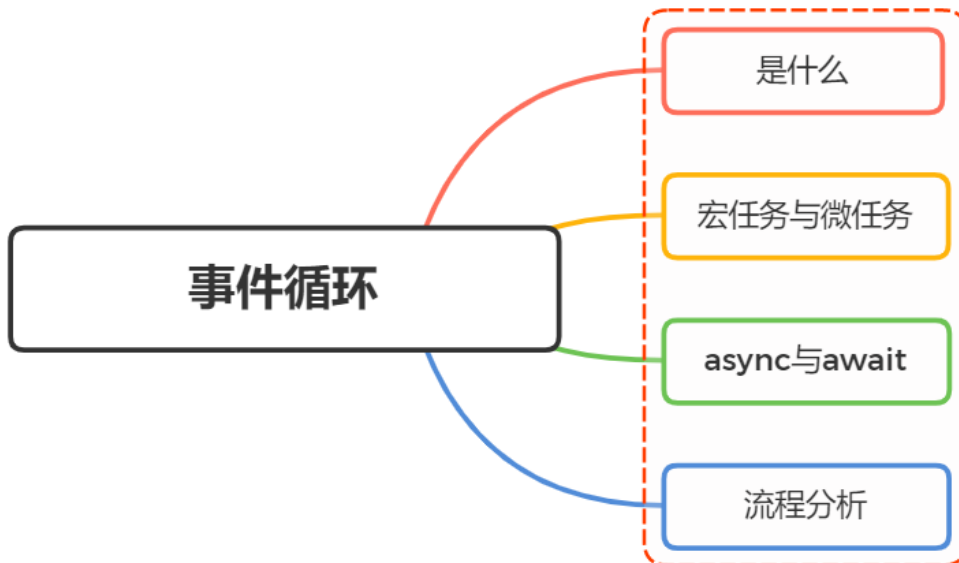 事件循环
是什么
宏任务与微任务
async与await
流程分析